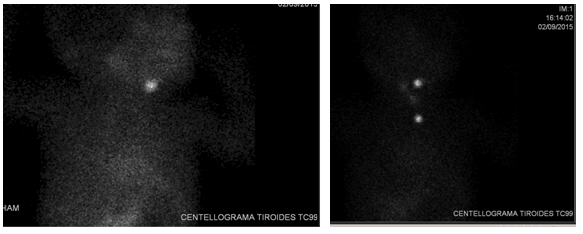 02/09/2015
HAM
CENTELLOGRAMA TIROIDES TC99
IM:1
16:14:02
02/09/2015
CENTELLOGRAMA TIROIDES TC99